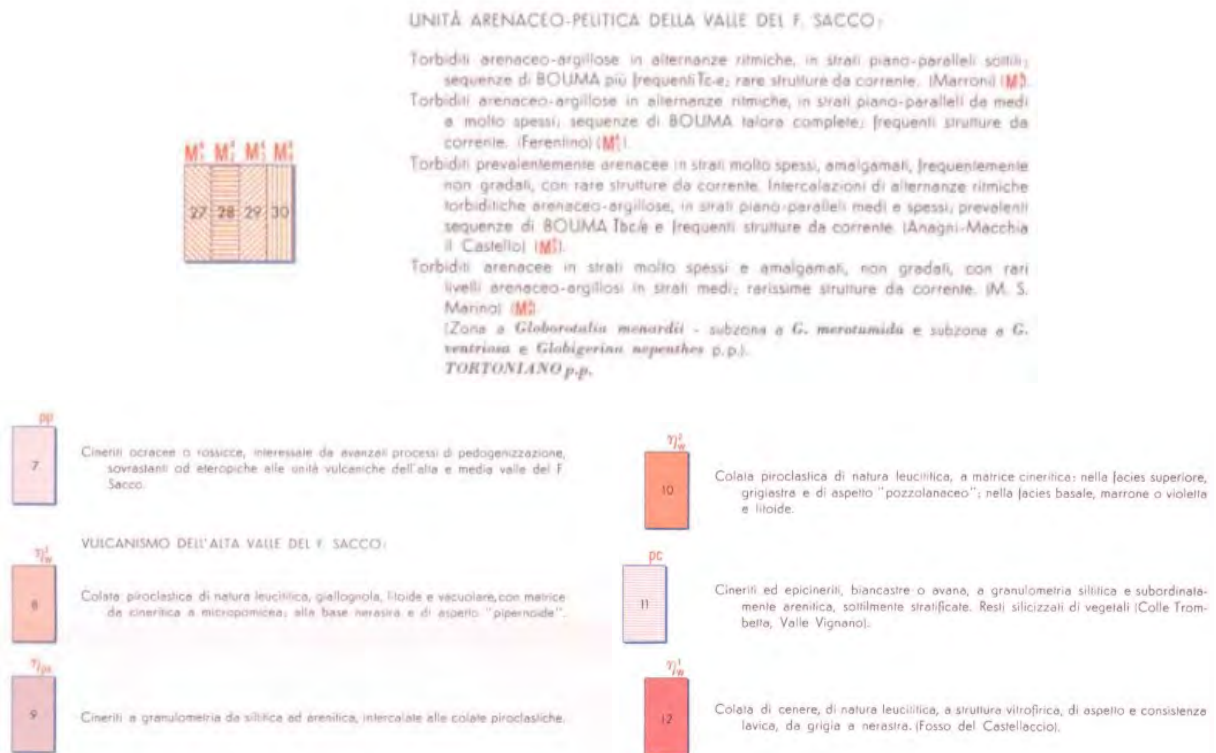 UNITÀ ARENACEO-PELITICA DELLA VALLE DEL F. SACCO:
Torbiditi arenaceo-argillose in alternanze ritmiche, in strati piano-paralleli sottili;
sequenze di BOUMA più frequenti Tc-e; rare strutture da corrente. (Marroni)
Torbiditi arenaceo-argillose in alternanze ritmiche, in strati piano-paralleli da medi
a molto spessi; sequenze di BOUMA talora complete; frequenti strutture da
corrente. (Ferentino)
Torbiditi prevalentemente arenacee in strati molto spessi, amalgamati, frequentemente
non gradati, con rare strutture da corrente. Intercalazioni di alternanze ritmiche
torbiditiche arenaceo-argillose, in strati piano-paralleli medi e spessi; prevalenti
sequenze di BOUMA Tbc/e e frequenti strutture da corrente. (Anagni-Macchia
il Castello)
Torbiditi arenacee in strati molto spessi e amalgamati, non gradati, con rari
livelli arenaceo-argillosi in strati medi; rarissime strutture da corrente. (M. S.
Marino)
(Zona a Globorotalia menardii - subzona a G. merotumida e subzona a G.
ventriosa e Globigerina nepenthes p.p.).
TORTONIANO p.p.
27 28 29 30
pp
7
Cineriti ocracee o rossicce, interessate da avanzati processi di pedogenizzazione,
sovrastanti od eteropiche alle unità vulcaniche dell'alta e media valle del F.
Sacco.
VULCANISMO DELL'ALTA VALLE DEL F. SACCO:
8
Colata piroclastica di natura leucititica, giallognola, litoide e vacuolare, con matrice
da cineritica a micropomicea; alla base nerastra e di aspetto "pipernoide".
ηps
9
Cineriti a granulometria da siltitica ad arenitica, intercalate alle colate piroclastiche.
10
Colata piroclastica di natura leucititica, a matrice cineritica; nella facies superiore,
grigiastra e di aspetto "pozzolanaceo"; nella facies basale, marrone o violetta
e litoide.
pc
11
Cineriti ed epicineriti, biancastre o avana, a granulometria siltitica e subordinata-
mente arenitica, sottilmente stratificate. Resti silicizzati di vegetali (Colle Trom-
betta, Valle Vignano).
12
Colata di cenere, di natura leucititica, a struttura vitrofirica, di aspetto e consistenza
lavica, da grigia a nerastra. (Fosso del Castellaccio).